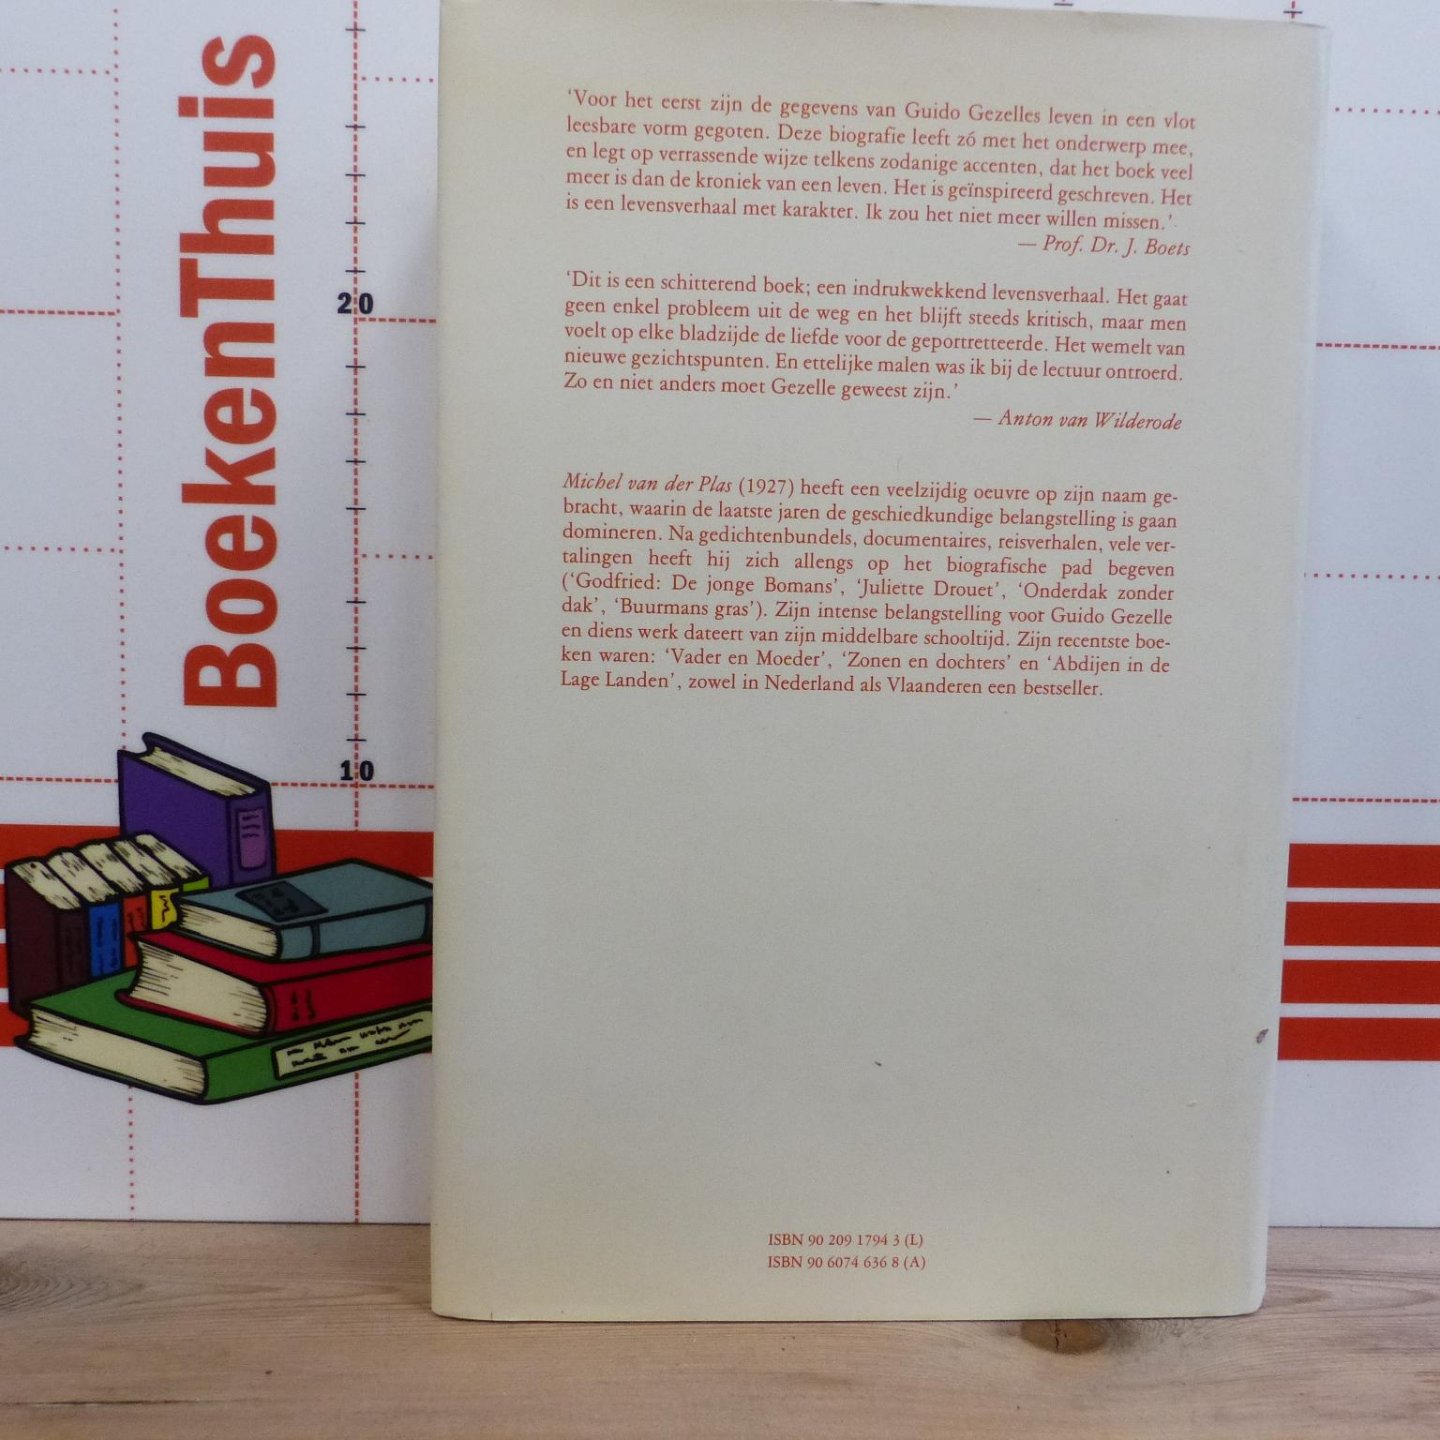 BoekenThuis
20
10
'Voor het eerst zijn de gegevens van Guido Gezelles leven in een vlot
leesbare vorm gegoten. Deze biografie leeft zó met het onderwerp mee,
en legt op verrassende wijze telkens zodanige accenten, dat het boek veel
meer is dan de kroniek van een leven. Het is geïnspireerd geschreven. Het
is een levensverhaal met karakter. Ik zou het niet meer willen missen.'
— Prof. Dr. J. Boets
'Dit is een schitterend boek; een indrukwekkend levensverhaal. Het gaat
geen enkel probleem uit de weg en het blijft steeds kritisch, maar men
voelt op elke bladzijde de liefde voor de geportretteerde. Het wemelt van
nieuwe gezichtspunten. En ettelijke malen was ik bij de lectuur ontroerd.
Zo en niet anders moet Gezelle geweest zijn.'
— Anton van Wilderode
Michel van der Plas (1927) heeft een veelzijdig oeuvre op zijn naam ge-
bracht, waarin de laatste jaren de geschiedkundige belangstelling is gaan
domineren. Na gedichtenbundels, documentaires, reisverhalen, vele ver-
talingen heeft hij zich allengs op het biografische pad begeven
('Godfried: De jonge Bomans', 'Juliette Drouet', 'Onderdak zonder
dak', 'Buurmans gras'). Zijn intense belangstelling voor Guido Gezelle
en diens werk dateert van zijn middelbare schooltijd. Zijn recentste boe-
ken waren: 'Vader en Moeder', 'Zonen en dochters' en 'Abdijen in de
Lage Landen', zowel in Nederland als Vlaanderen een bestseller.
ISBN 90 209 1794 3 (L)
ISBN 90 6074 636 8 (A)